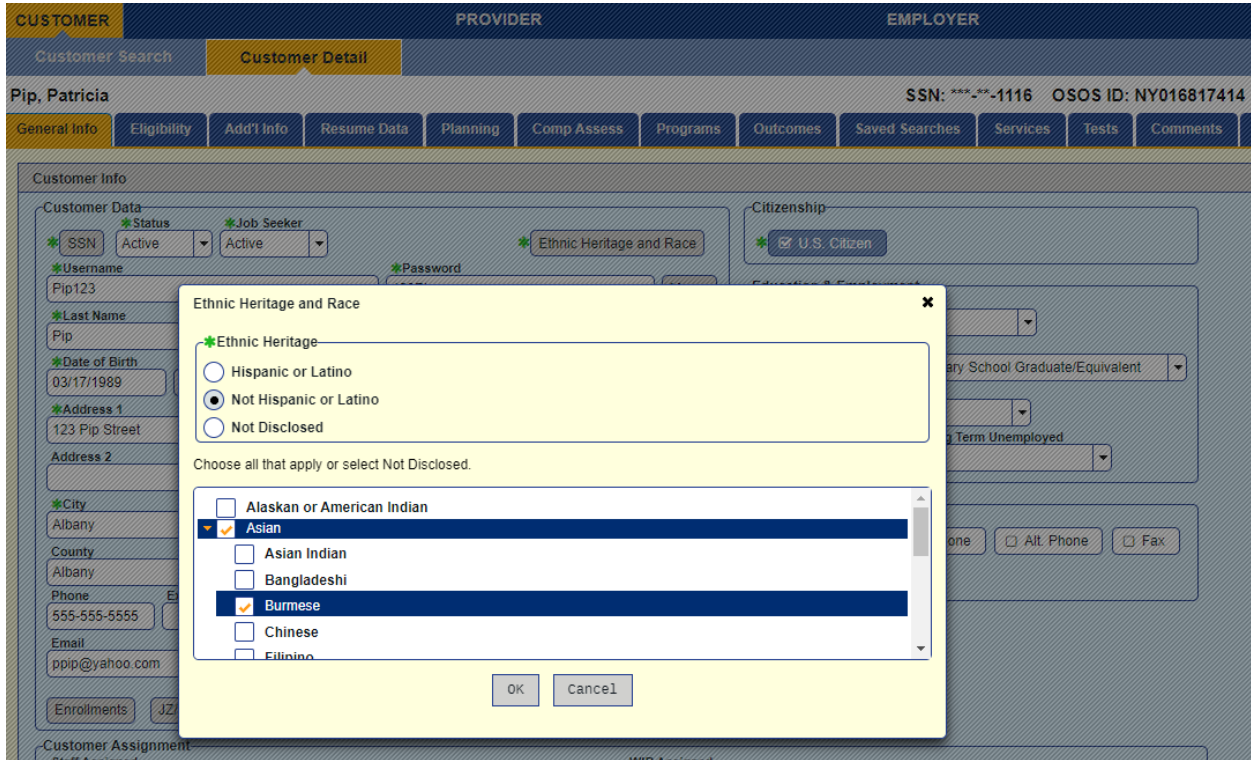 CUSTOMER PROVIDER EMPLOYER
Customer Search Customer Detail
Pip, Patricia SSN: ***-**-1116 OSOS ID: NY016817414
General Info Eligibility Add'l Info Resume Data Planning Comp Assess Programs Outcomes Saved Searches Services Tests Comments
Customer Info
Customer Data Citizenship
*Status *Job Seeker
* SSN Active Active * Ethnic Heritage and Race * U.S. Citizen
*Username *Password
Pip123
Ethnic Heritage and Race
*Last Name
Pip
*Ethnic Heritage
*Date of Birth
03/17/1989
Hispanic or Latino
ary School Graduate/Equivalent
Not Hispanic or Latino
*Address 1
123 Pip Street
Not Disclosed
Term Unemployed
Address 2
Choose all that apply or select Not Disclosed.
*City
Albany
Alaskan or American Indian
Asian
County
Albany
Asian Indian
one Alt. Phone Fax
Bangladeshi
Phone
555-555-5555
Burmese
Email
ppip@yahoo.com
Chinese
Filipino
OK Cancel
Enrollments JZ/
Customer Assignment